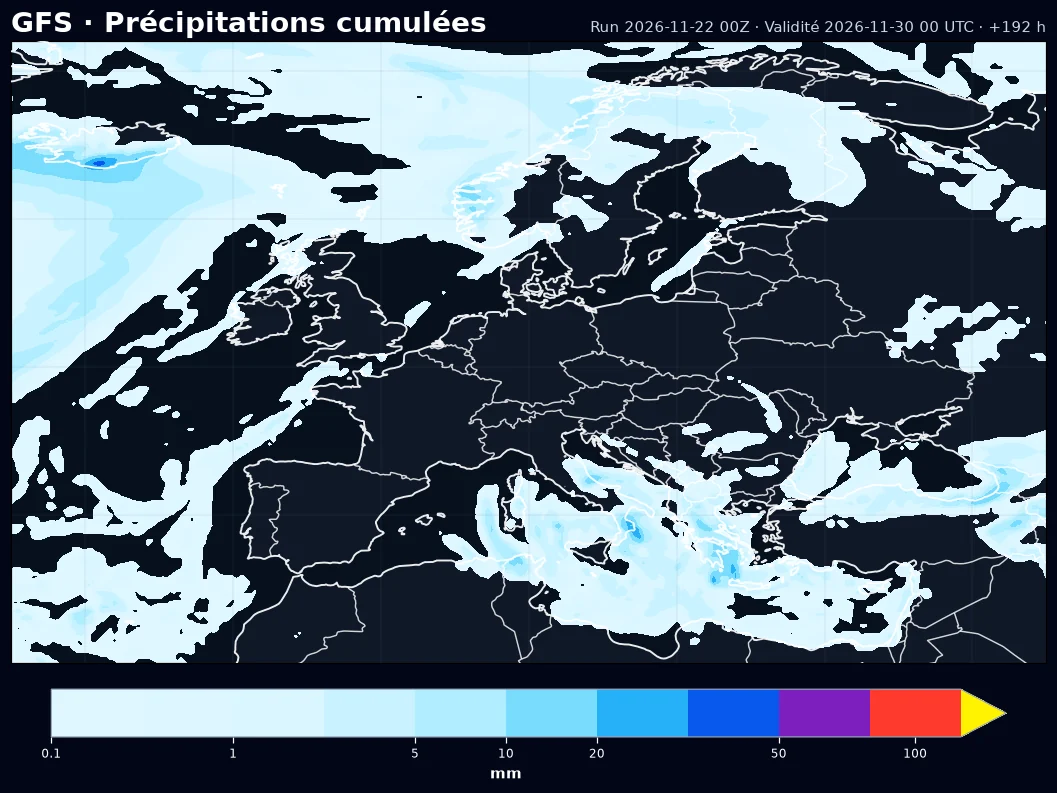 GFS · Précipitations cumulées
Run 2026-11-22 00Z · Validité 2026-11-30 00 UTC · +192 h
0.1 1 5 10 20 50 100
mm